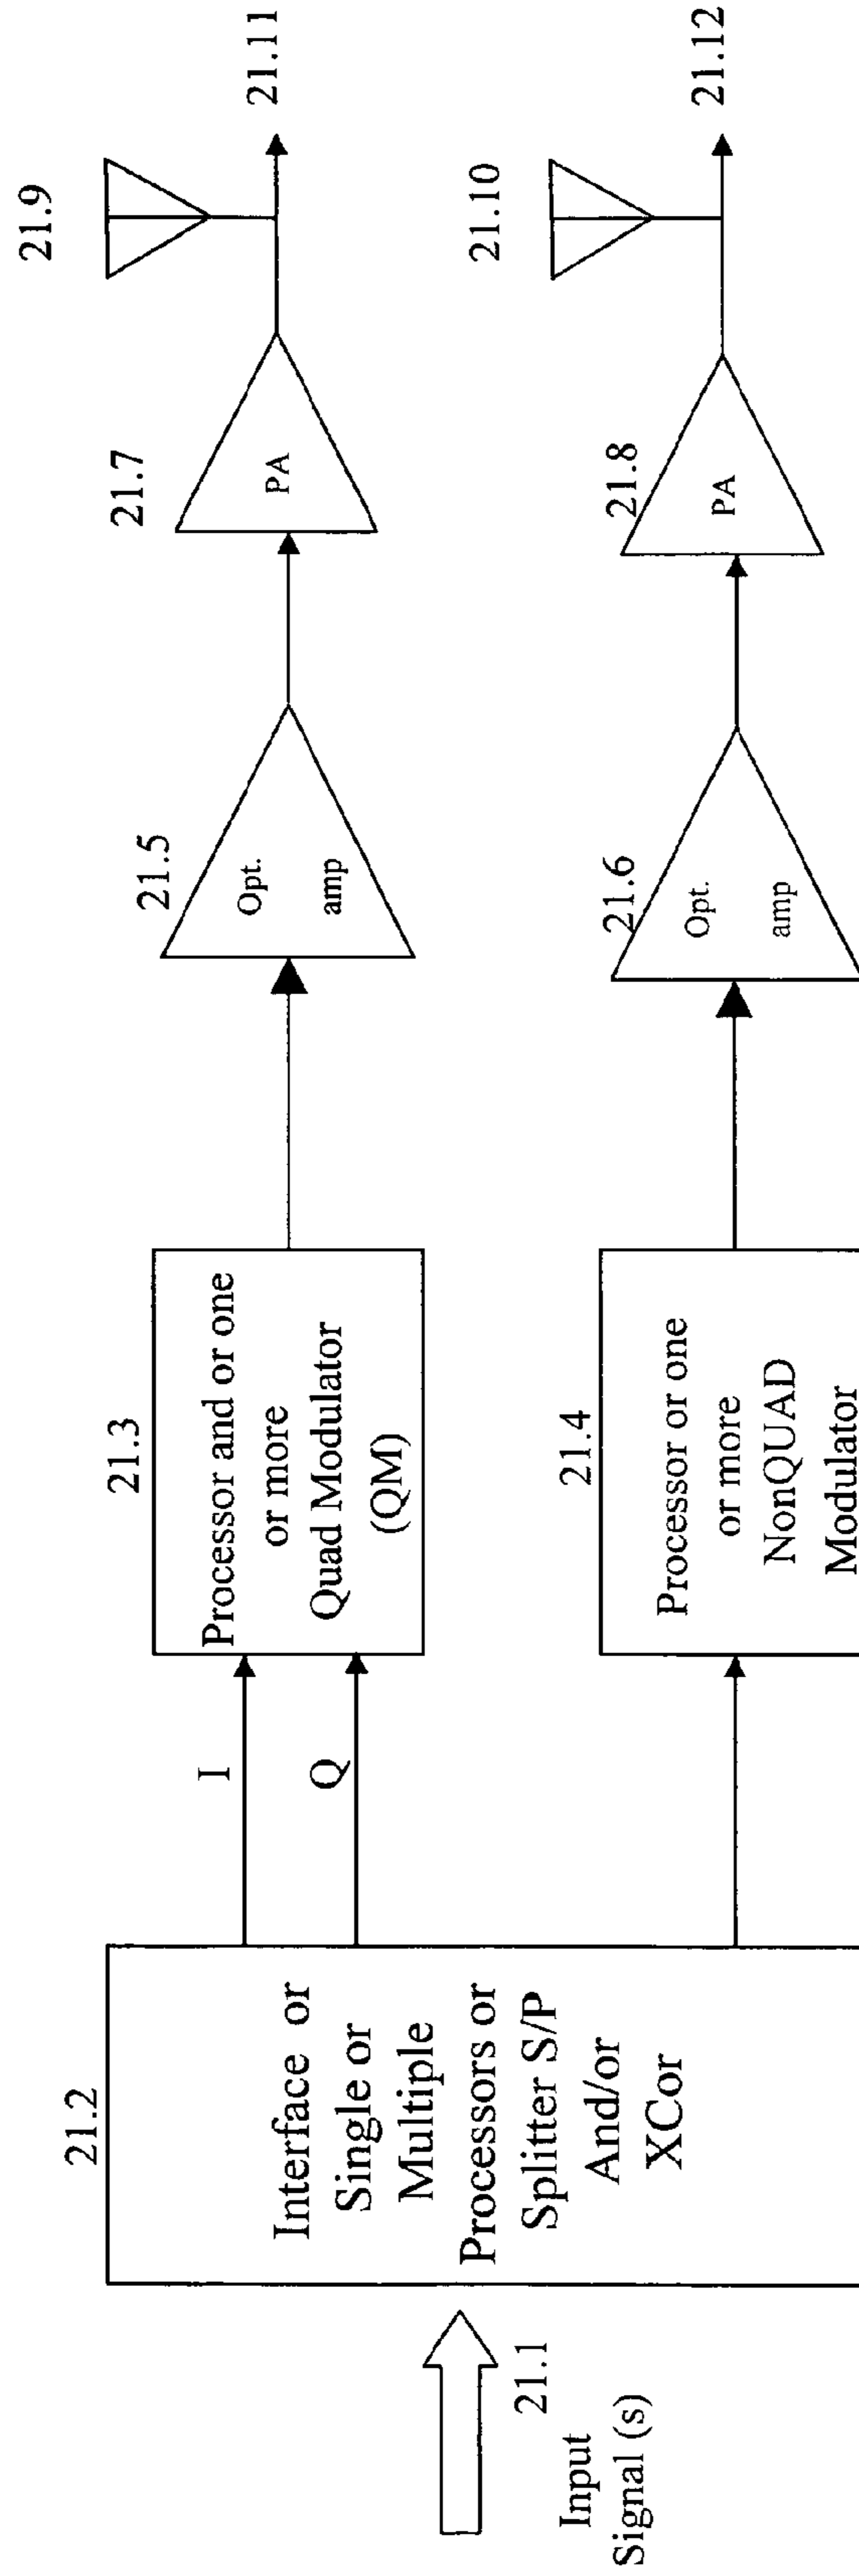 21.1
Input
Signal (s)
21.2
Interface or
Single or
Multiple
Processors or
Splitter S/P
And/or
XCor
I
Q
21.3
Processor and or one
or more
Quad Modulator
(QM)
21.5
Opt.
amp
21.7
PA
21.9
21.11
21.4
Processor or one
or more
NonQUAD
Modulator
21.6
Opt.
amp
21.8
PA
21.10
21.12